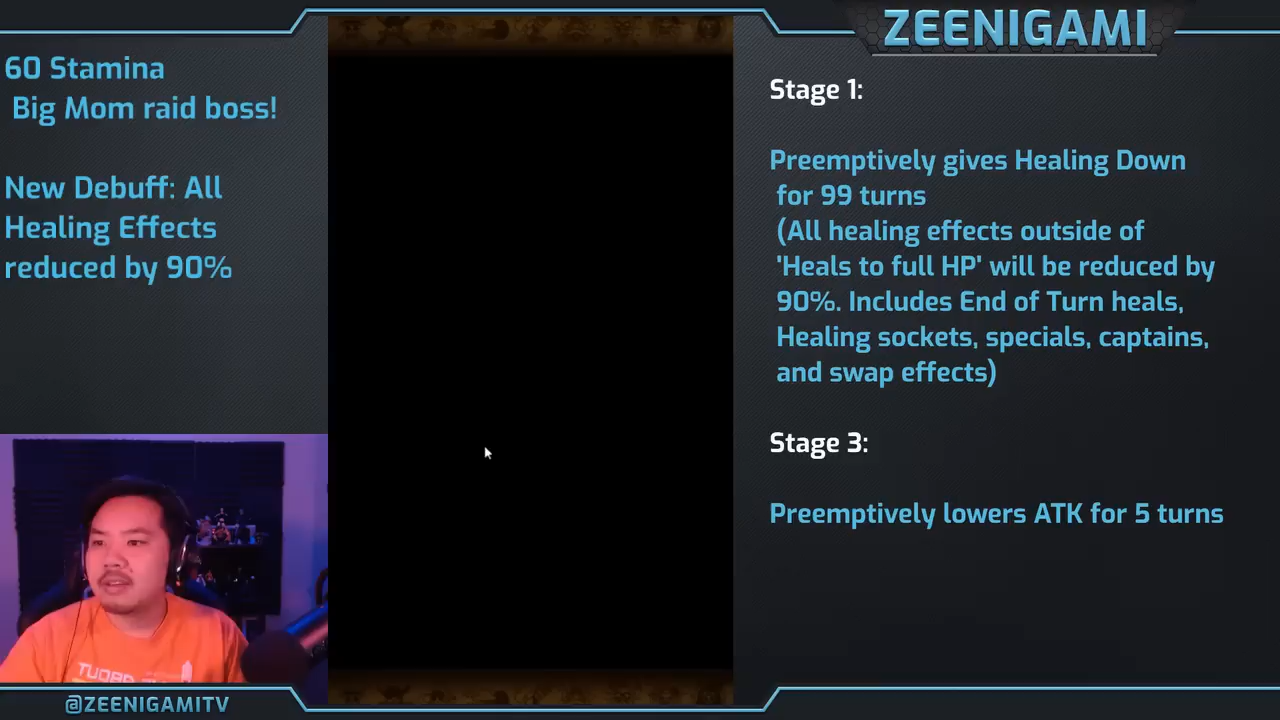 60 Stamina
Big Mom raid boss!
New Debuff: All
Healing Effects
reduced by 90%
@ZEENIGAMITV
ZEENIGAMI
Stage 1:
Preemptively gives Healing Down
for 99 turns
(All healing effects outside of
'Heals to full HP' will be reduced by
90%. Includes End of Turn heals,
Healing sockets, specials, captains,
and swap effects)
Stage 3:
Preemptively lowers ATK for 5 turns